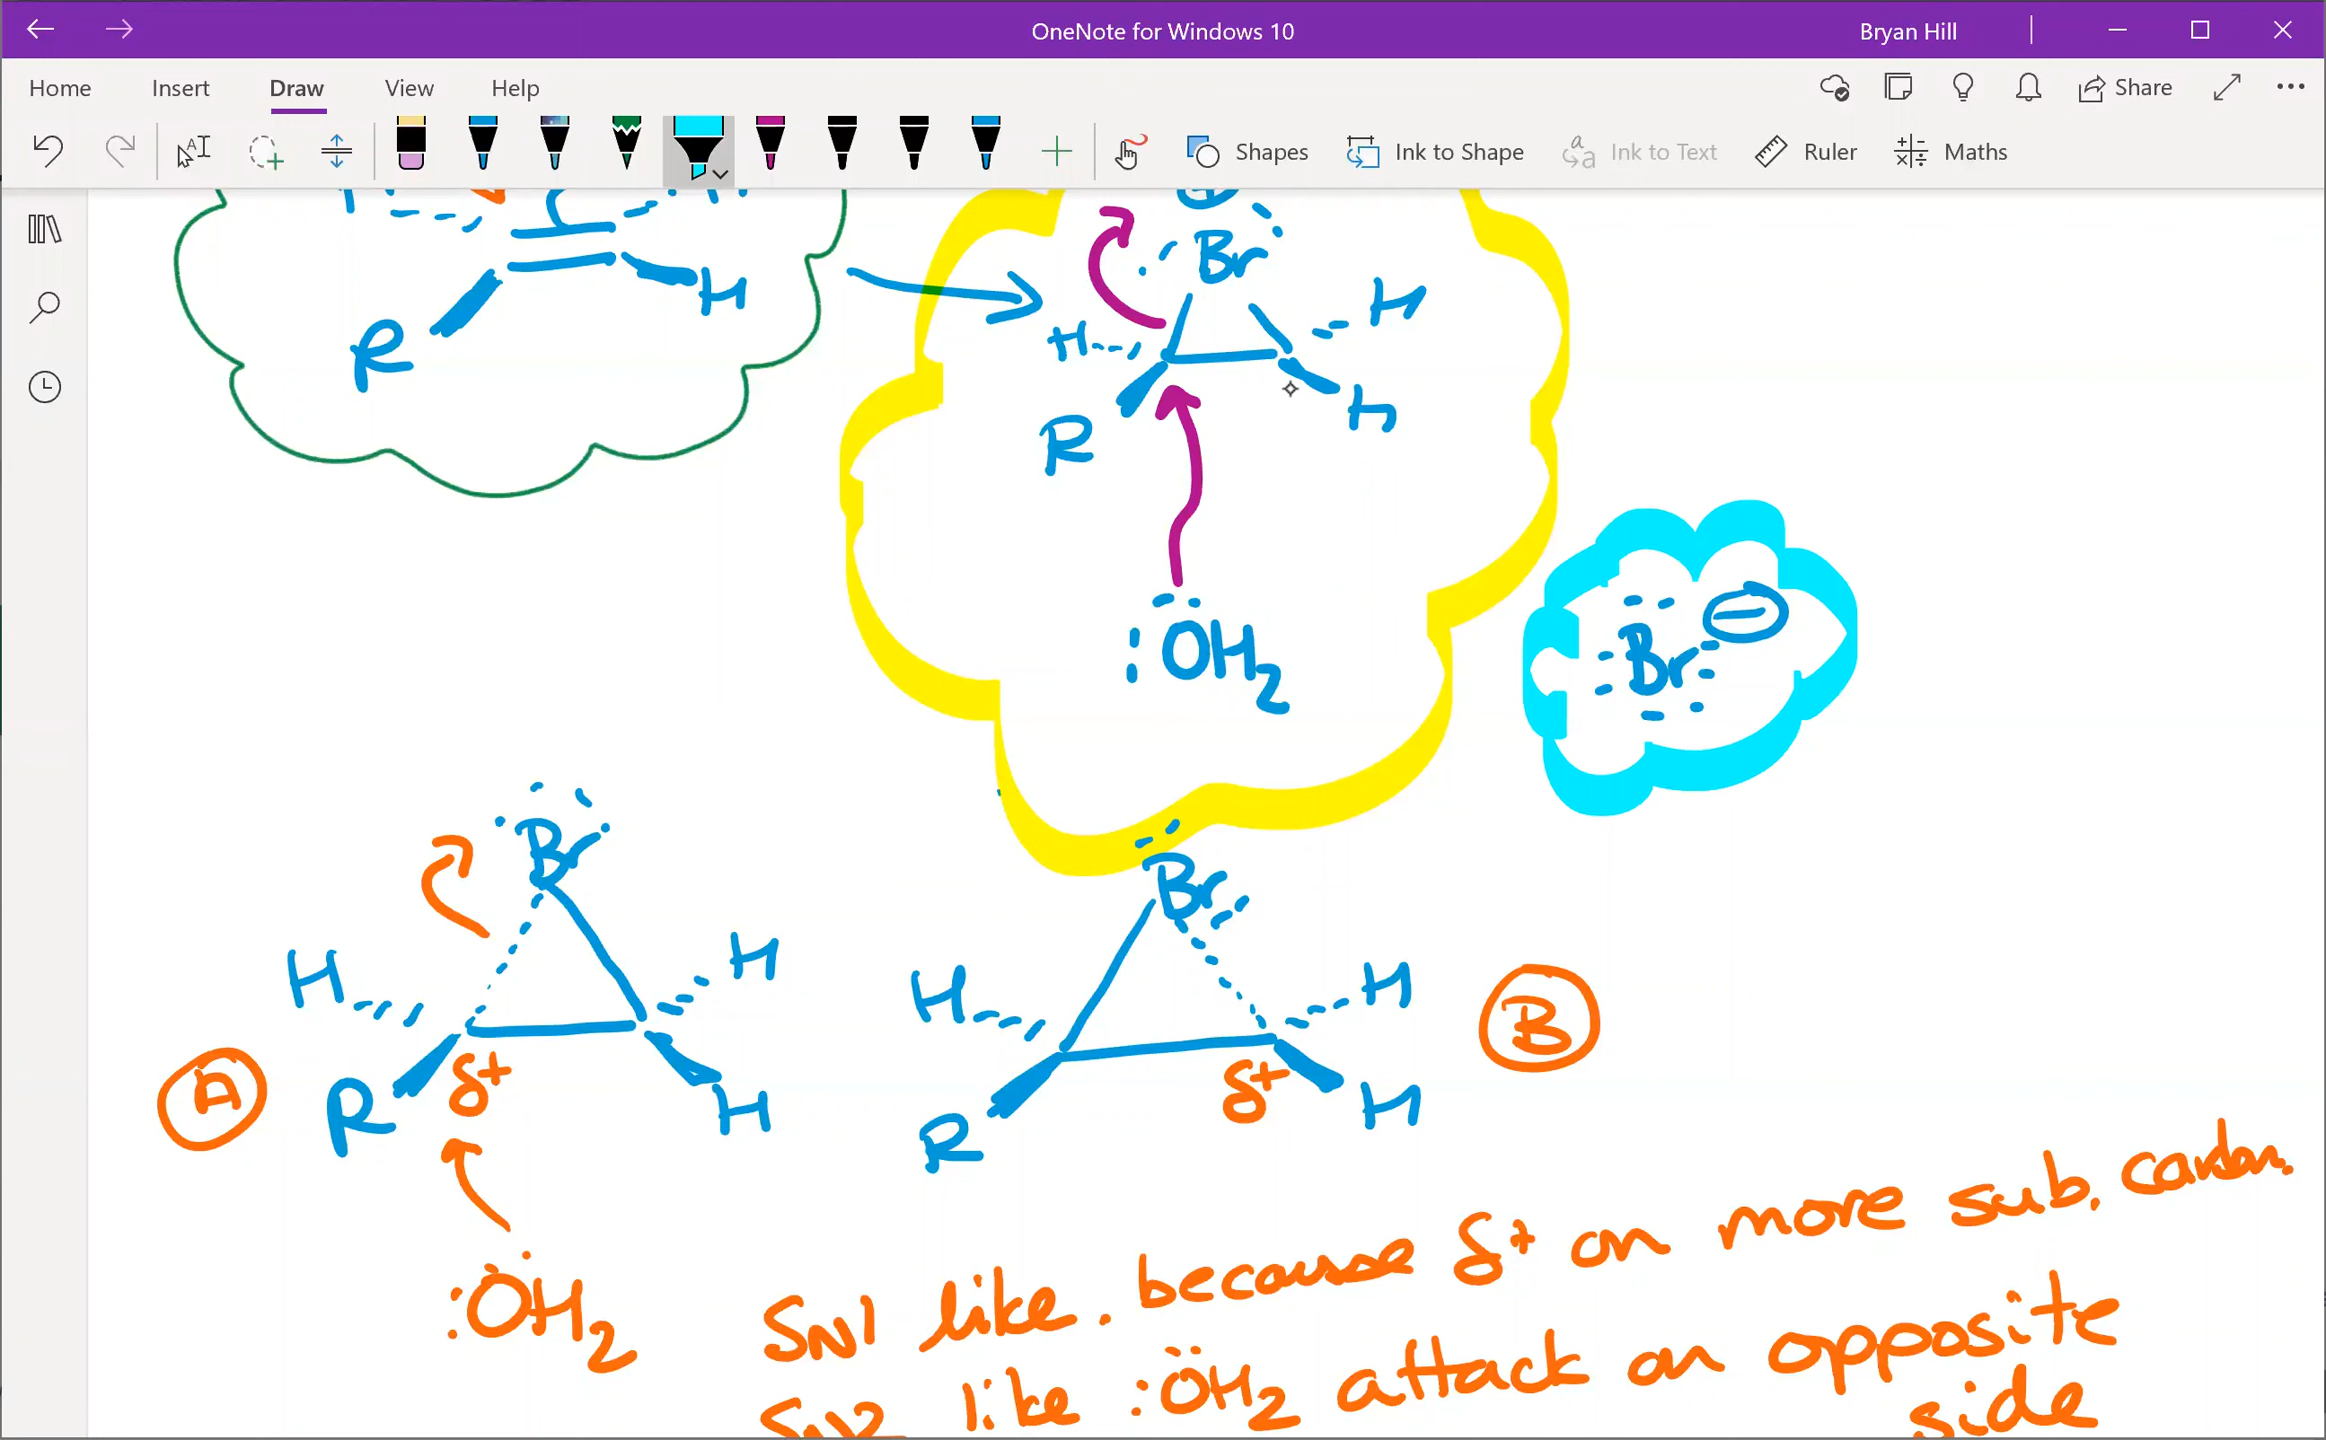 OneNote for Windows 10
Bryan Hill
Home Insert Draw View Help
Share
Shapes Ink to Shape Ink to Text Ruler Maths
R H
Br
H H
R H
:OH2
Br
Br
H H
R δ+ H
A
Br
H H
R δ+ H
B
:OH2
SN1 like. because δ+ on more sub. carbon.
SN2 like :OH2 attack on opposite
side